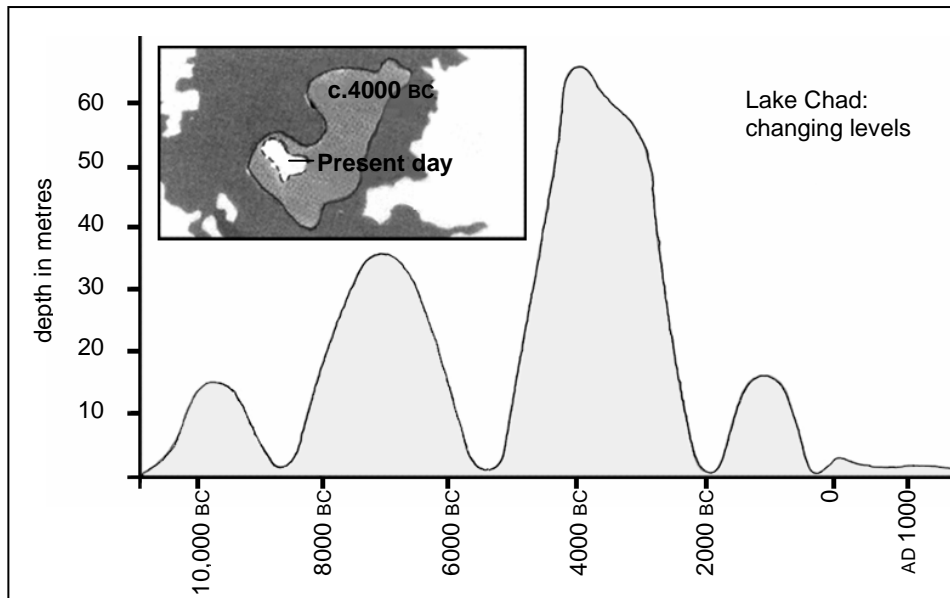 c.4000 BC
Present day
Lake Chad:
changing levels
depth in metres
60
50
40
30
20
10
10,000 BC
8000 BC
6000 BC
4000 BC
2000 BC
0
AD 1000